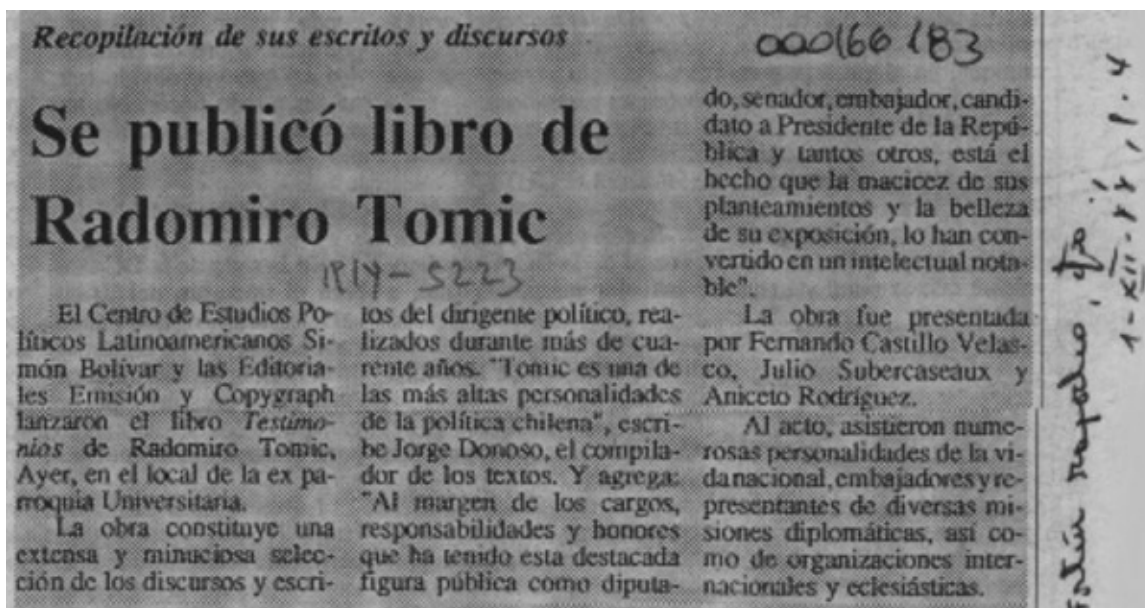 Recopilación de sus escritos y discursos
000166183
Se publicó libro de
Radomiro Tomic
El Centro de Estudios Po-
líticos Latinoamericanos Si-
món Bolívar y las Editoria-
les Emisión y Copygraph
lanzaron el libro Testimo-
nios de Radomiro Tomic,
Ayer, en el local de la ex pa-
rroquia Universitaria.
La obra constituye una
extensa y minuciosa selec-
ción de los discursos y escri-
tos del dirigente político, rea-
lizados durante más de cua-
rente años. "Tomic es una de
las más altas personalidades
de la política chilena", escri-
be Jorge Donoso, el compila-
dor de los textos. Y agrega:
"Al margen de los cargos,
responsabilidades y honores
que ha tenido esta destacada
figura pública como diputa-
do, senador, embajador, candi-
dato a Presidente de la Repú-
blica y tantos otros, está el
hecho que la macicez de sus
planteamientos y la belleza
de su exposición, lo han con-
vertido en un intelectual nota-
ble".
La obra fue presentada
por Fernando Castillo Velas-
co, Julio Subercaseaux y
Aniceto Rodríguez.
Al acto, asistieron nume-
rosas personalidades de la vi-
da nacional, embajadores y re-
presentantes de diversas mi-
siones diplomáticas, así co-
mo de organizaciones inter-
nacionales y eclesiásticas.